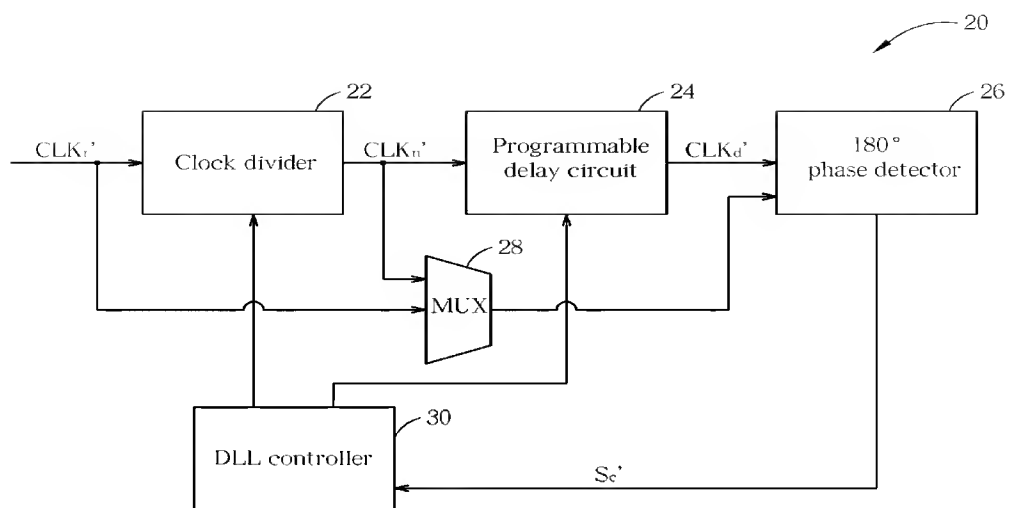 20
22
24
26
CLKr'
Clock divider
CLKn'
Programmable
delay circuit
CLKd'
180°
phase detector
28
MUX
30
DLL controller
Sc'